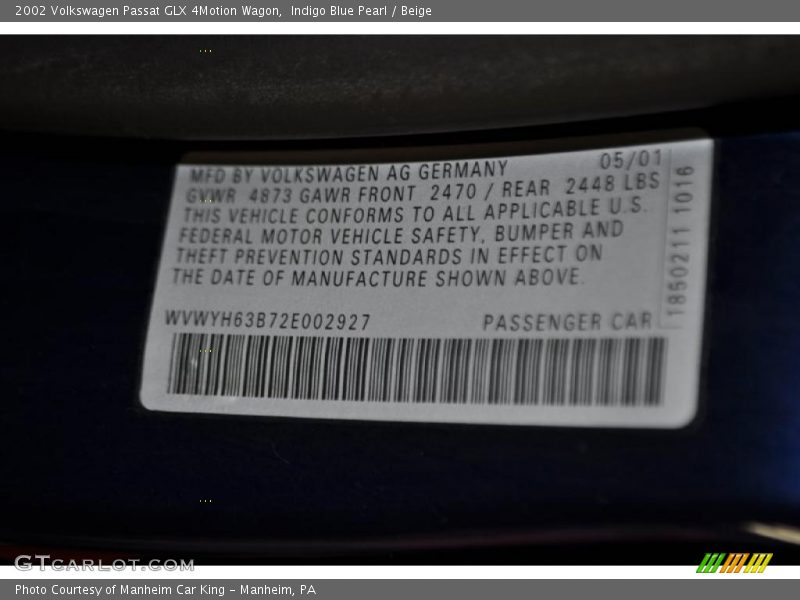 2002 Volkswagen Passat GLX 4Motion Wagon,  Indigo Blue Pearl / Beige
MFD BY VOLKSWAGEN AG GERMANY 05/01
GVWR 4873 GAWR FRONT 2470 / REAR 2448 LBS
THIS VEHICLE CONFORMS TO ALL APPLICABLE U.S.
FEDERAL MOTOR VEHICLE SAFETY, BUMPER AND
THEFT PREVENTION STANDARDS IN EFFECT ON
THE DATE OF MANUFACTURE SHOWN ABOVE.
WVWYH63B72E002927 PASSENGER CAR
1850211 1016
GTCARLOT.COM
Photo Courtesy of Manheim Car King - Manheim, PA